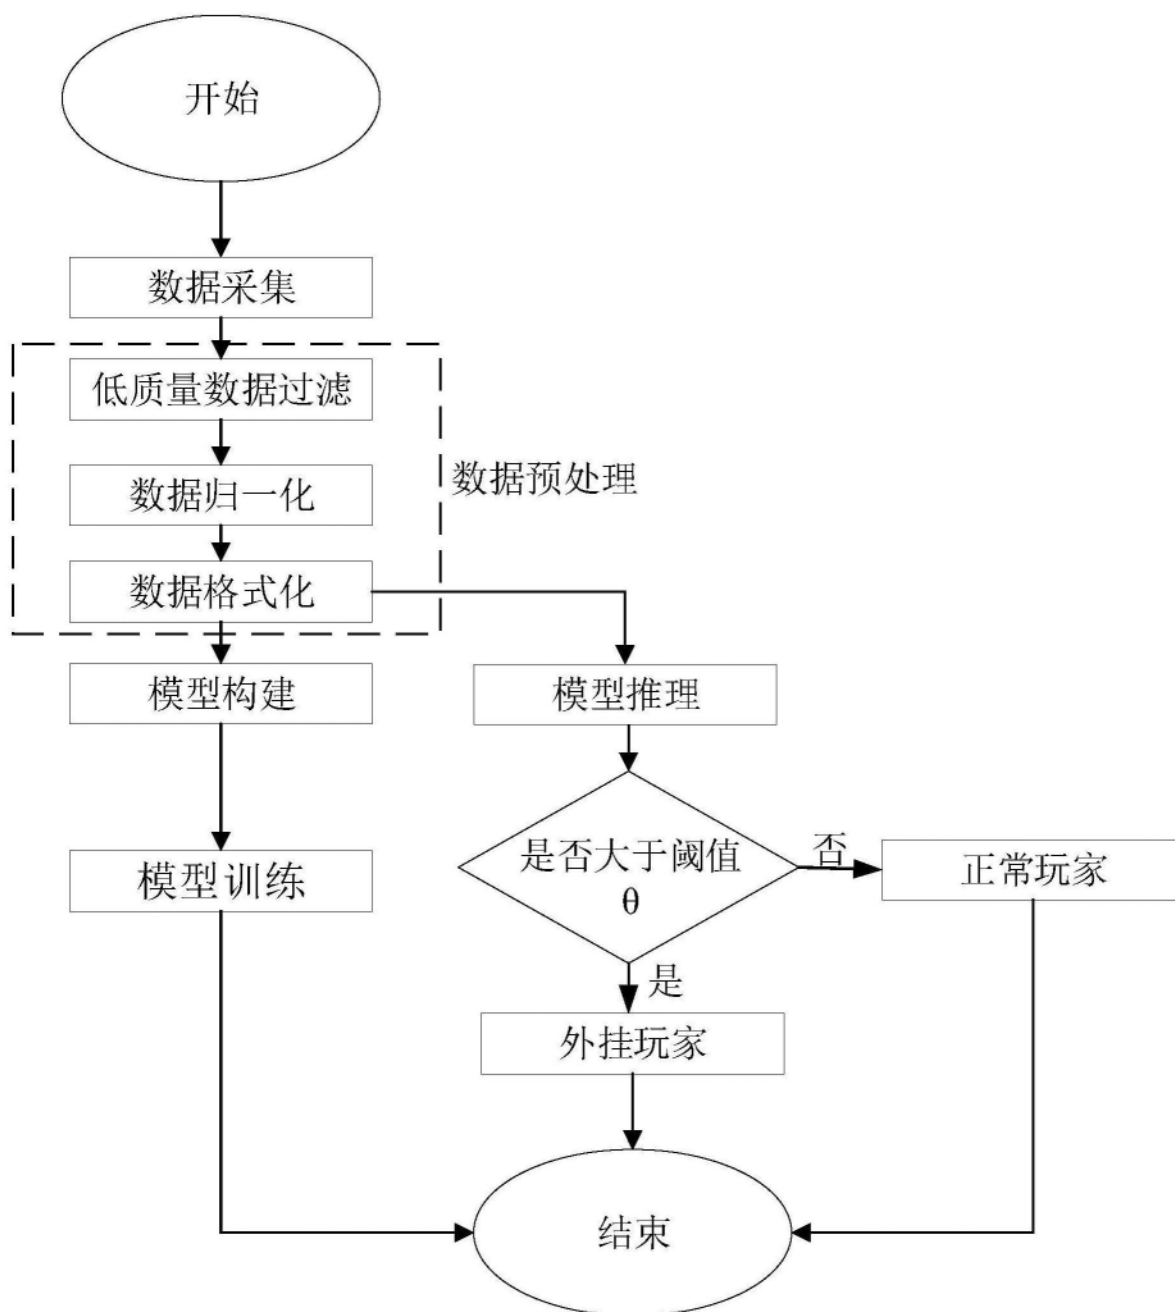 开始
数据采集
低质量数据过滤
数据归一化
数据预处理
数据格式化
模型构建
模型推理
模型训练
是否大于阈值
θ
否
正常玩家
是
外挂玩家
结束